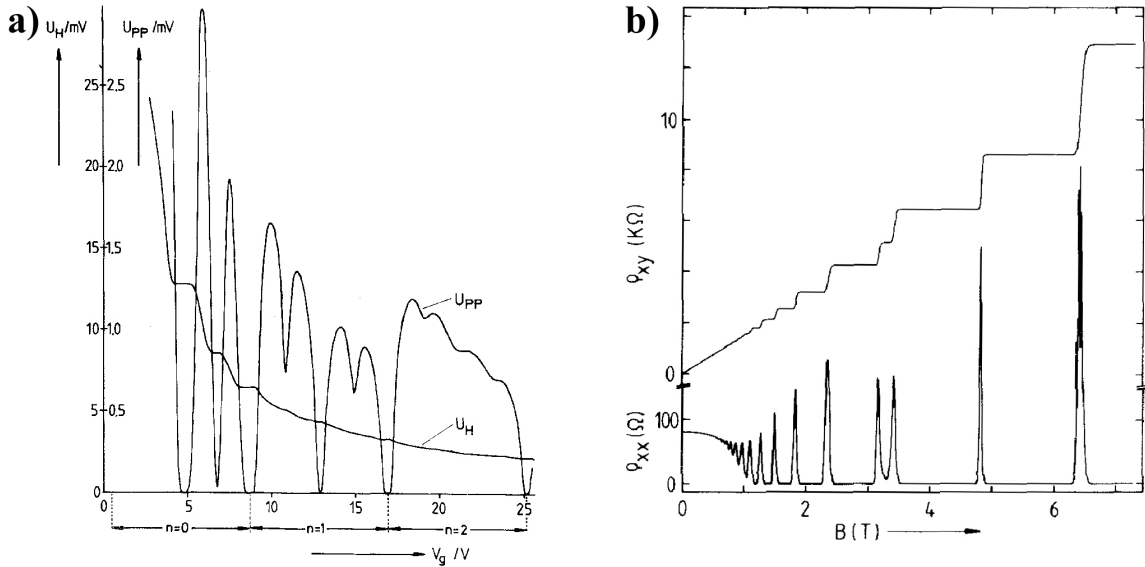 a)
U_H/mV
U_PP/mV
25 2.5
20 2.0
15 1.5
10 1.0
5 0.5
0
U_PP
U_H
0 5 10 15 20 25
n=0 n=1 n=2
V_g /V
b)
ρ_xy (KΩ)
10
0
ρ_xx (Ω)
100
0
0 2 4 6
B(T)